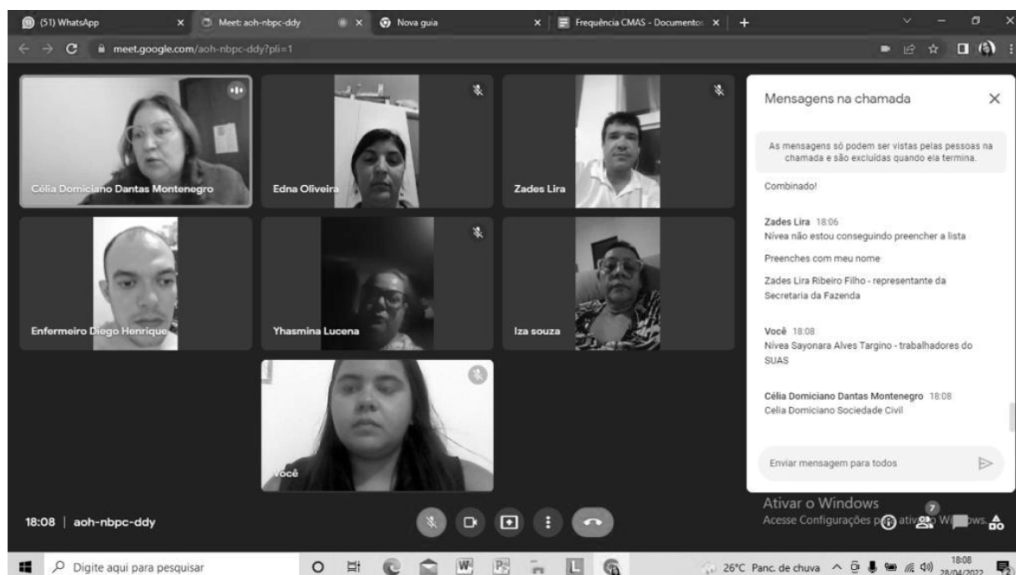 (51) WhatsApp
Meet: aoh-nbpc-ddy
Nova guia
Frequência CMAS - Documentos
meet.google.com/aoh-nbpc-ddy?pli=1
Célia Domiciano Dantas Montenegro
Edna Oliveira
Zades Lira
Enfermeiro Diego Henrique
Yhasmina Lucena
Iza souza
Você
Mensagens na chamada
As mensagens só podem ser vistas pelas pessoas na
chamada e são excluídas quando ela termina.
Combinado!
Zades Lira 18:06
Nívea não estou conseguindo preencher a lista
Preenches com meu nome
Zades Lira Ribeiro Filho - representante da
Secretaria da Fazenda
Você 18:08
Nívea Sayonara Alves Targino - trabalhadores do
SUAS
Célia Domiciano Dantas Montenegro 18:08
Celia Domiciano Sociedade Civil
Enviar mensagem para todos
Ativar o Windows
Acesse Configurações para ativar o Windows.
7
18:08 | aoh-nbpc-ddy
Digite aqui para pesquisar
26°C Panc. de chuva
18:08
28/04/2022
2